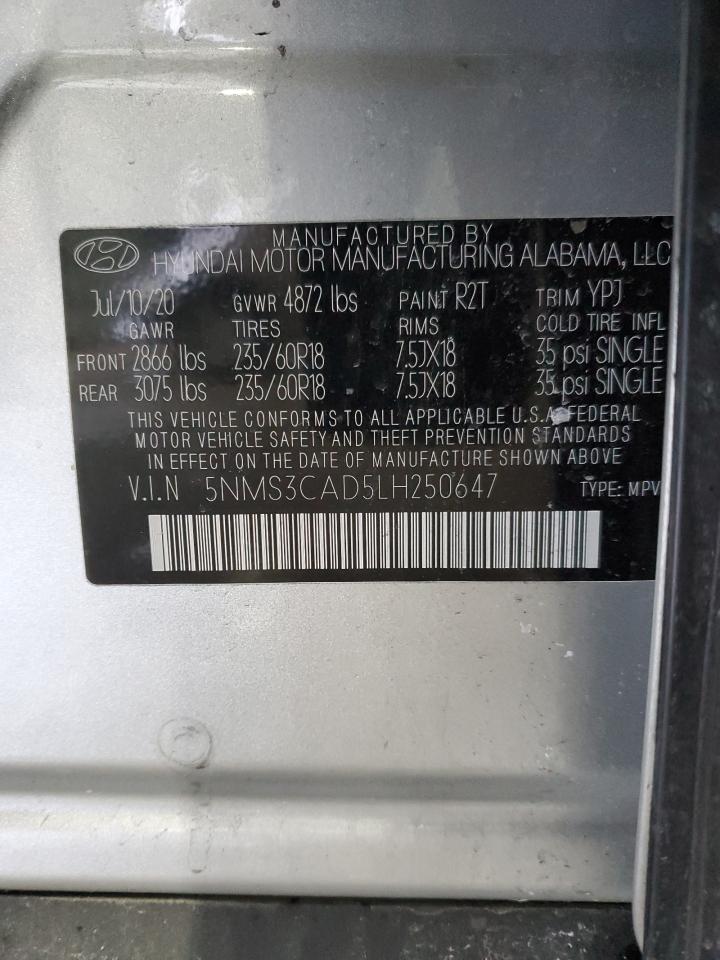 MANUFACTURED BY
HYUNDAI MOTOR MANUFACTURING ALABAMA, LLC
Jul/10/20 GVWR 4872 lbs PAINT R2T TRIM YPJ
GAWR TIRES RIMS COLD TIRE INFL
FRONT 2866 lbs 235/60R18 7.5JX18 35 psi SINGLE
REAR 3075 lbs 235/60R18 7.5JX18 35 psi SINGLE
THIS VEHICLE CONFORMS TO ALL APPLICABLE U.S.A FEDERAL
MOTOR VEHICLE SAFETY AND THEFT PREVENTION STANDARDS
IN EFFECT ON THE DATE OF MANUFACTURE SHOWN ABOVE
V.I.N 5NMS3CAD5LH250647 TYPE: MPV